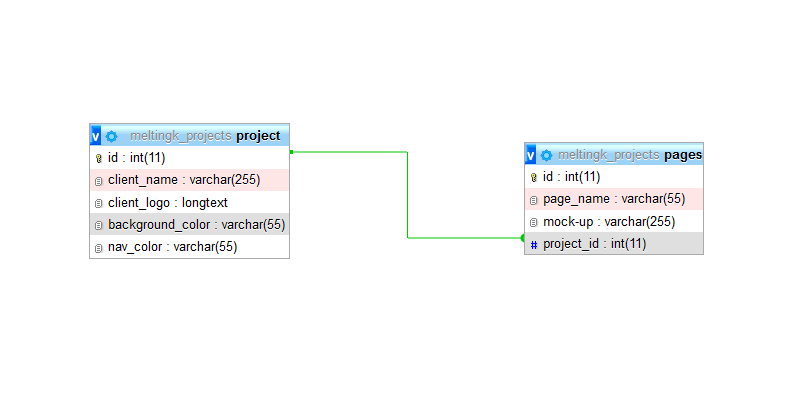 v meltingk_projects project
id : int(11)
client_name : varchar(255)
client_logo : longtext
background_color : varchar(55)
nav_color : varchar(55)
v meltingk_projects pages
id : int(11)
page_name : varchar(55)
mock-up : varchar(255)
# project_id : int(11)